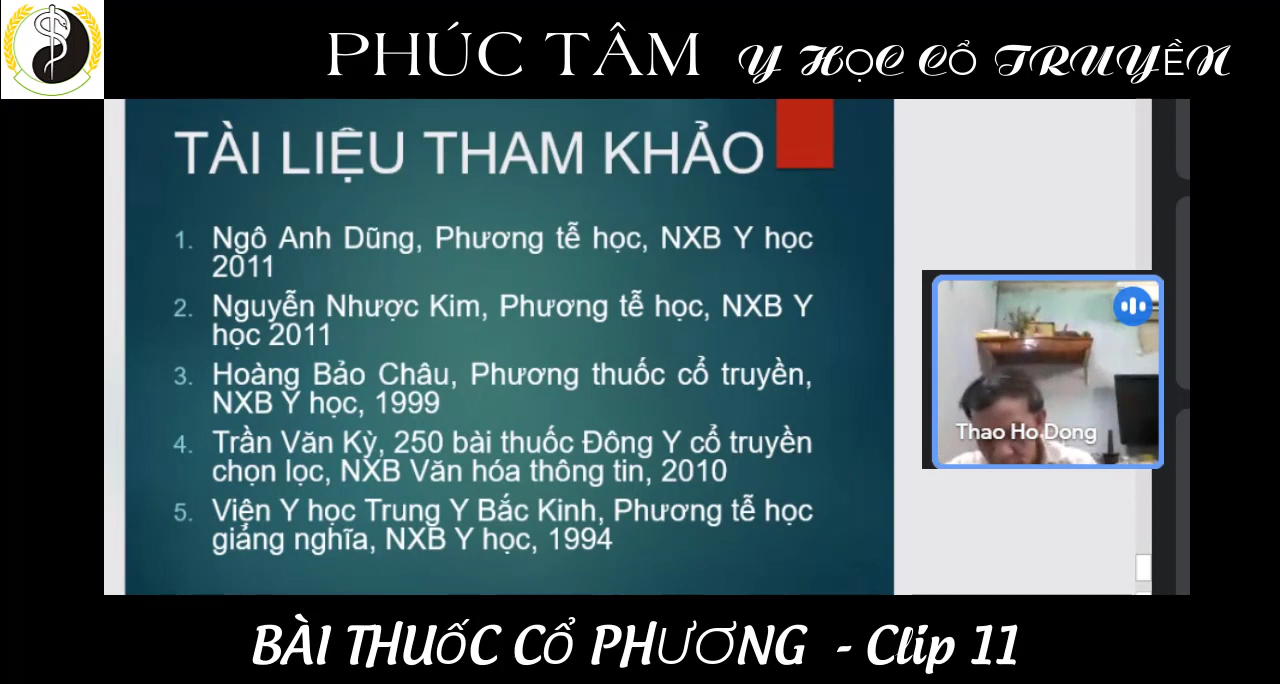 PHÚC TÂM Y HỌC CỔ TRUYỀN
TÀI LIỆU THAM KHẢO
1. Ngô Anh Dũng, Phương tễ học, NXB Y học
2011
2. Nguyễn Nhược Kim, Phương tễ học, NXB Y
học 2011
3. Hoàng Bảo Châu, Phương thuốc cổ truyền,
NXB Y học, 1999
4. Trần Văn Kỳ, 250 bài thuốc Đông Y cổ truyền
chọn lọc, NXB Văn hóa thông tin, 2010
5. Viện Y học Trung Y Bắc Kinh, Phương tễ học
giảng nghĩa, NXB Y học, 1994
Thao Ho Dong
BÀI THUỐC CỔ PHƯƠNG - Clip 11